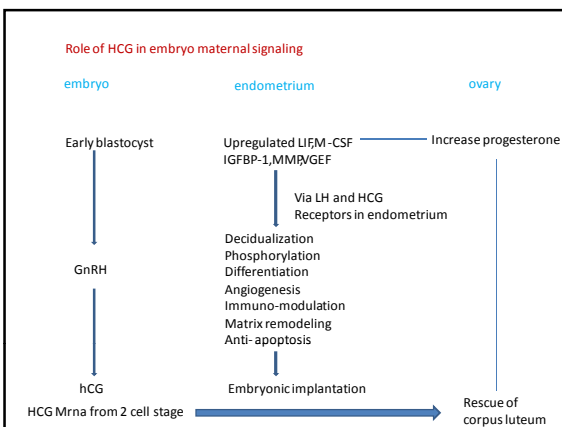 Role of HCG in embryo maternal signaling
embryo
endometrium
ovary
Early blastocyst
Upregulated LIF,M -CSF
IGFBP-1,MMP,VGEF
Increase progesterone
Via LH and HCG
Receptors in endometrium
Decidualization
Phosphorylation
Differentiation
Angiogenesis
Immuno-modulation
Matrix remodeling
Anti- apoptosis
GnRH
hCG
Embryonic implantation
HCG Mrna from 2 cell stage
Rescue of
corpus luteum